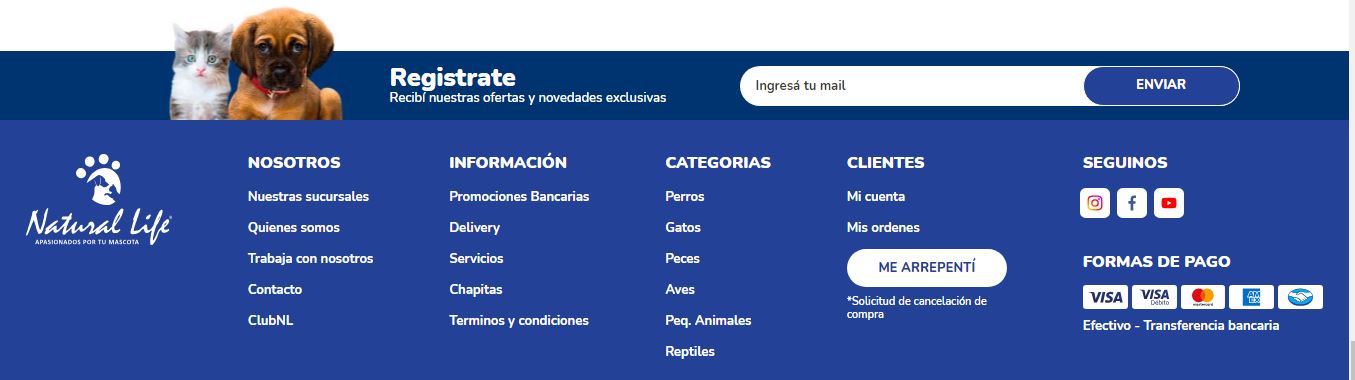 Registrate
Recibí nuestras ofertas y novedades exclusivas
Ingresá tu mail
ENVIAR
Natural Life®
APASIONADOS POR TU MASCOTA
NOSOTROS
Nuestras sucursales
Quienes somos
Trabaja con nosotros
Contacto
ClubNL
INFORMACIÓN
Promociones Bancarias
Delivery
Servicios
Chapitas
Terminos y condiciones
CATEGORIAS
Perros
Gatos
Peces
Aves
Peq. Animales
Reptiles
CLIENTES
Mi cuenta
Mis ordenes
ME ARREPENTÍ
*Solicitud de cancelación de
compra
SEGUINOS
FORMAS DE PAGO
VISA
VISA
Débito
mastercard
AM
EX
Efectivo - Transferencia bancaria